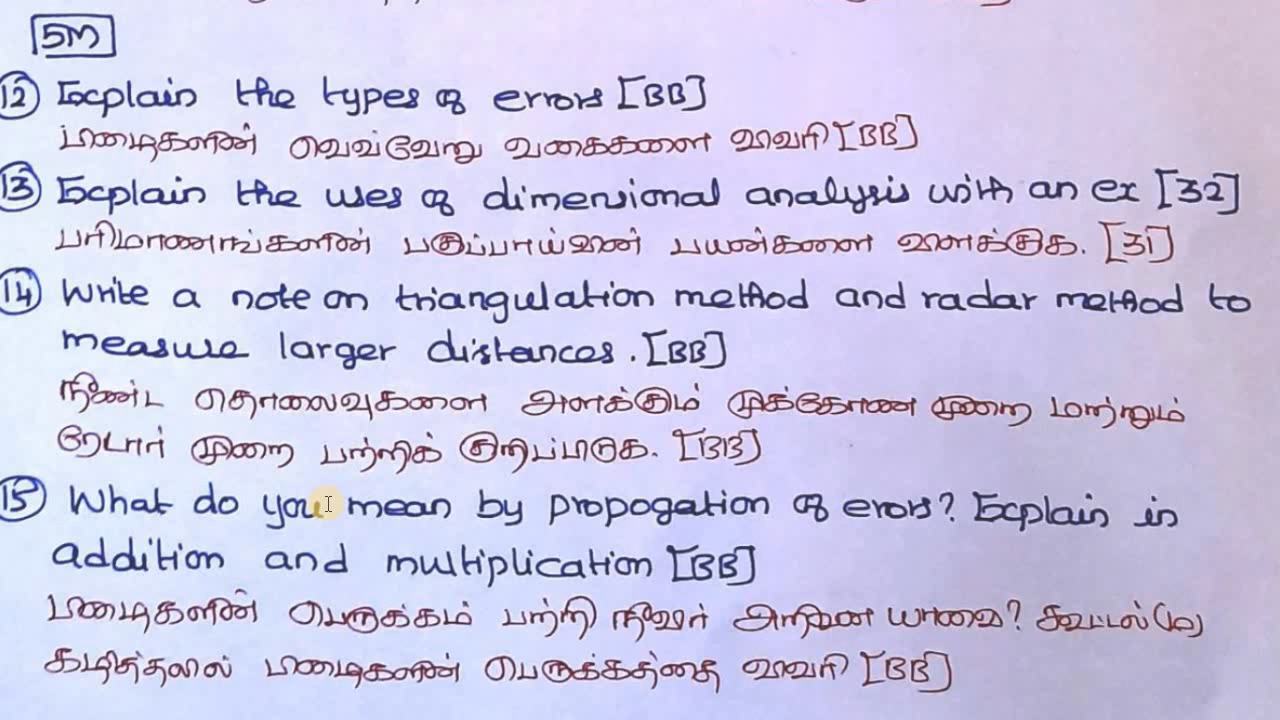 5M
12 Explain the types of errors [BB]
பிழைகளின் வெவ்வேறு வகைகளை விவரி [BB]
13 Explain the uses of dimensional analysis with an ex [32]
பரிமாணங்களின் பகுப்பாய்வின் பயன்களை விளக்குக. [31]
14 Write a note on triangulation method and radar method to
measure larger distances. [BB]
நீண்ட தொலைவுகளை அளக்கும் முக்கோண முறை மற்றும்
ரேடார் முறை பற்றிக் குறிப்பிடுக. [BB]
15 What do you mean by propogation of errors? Explain in
addition and multiplication [BB]
பிழைகளின் பெருக்கம் பற்றி நீவிர் அறிவன யாவை? கூட்டல் (ம)
கழித்தலில் பிழைகளின் பெருக்கத்தை விவரி [BB]